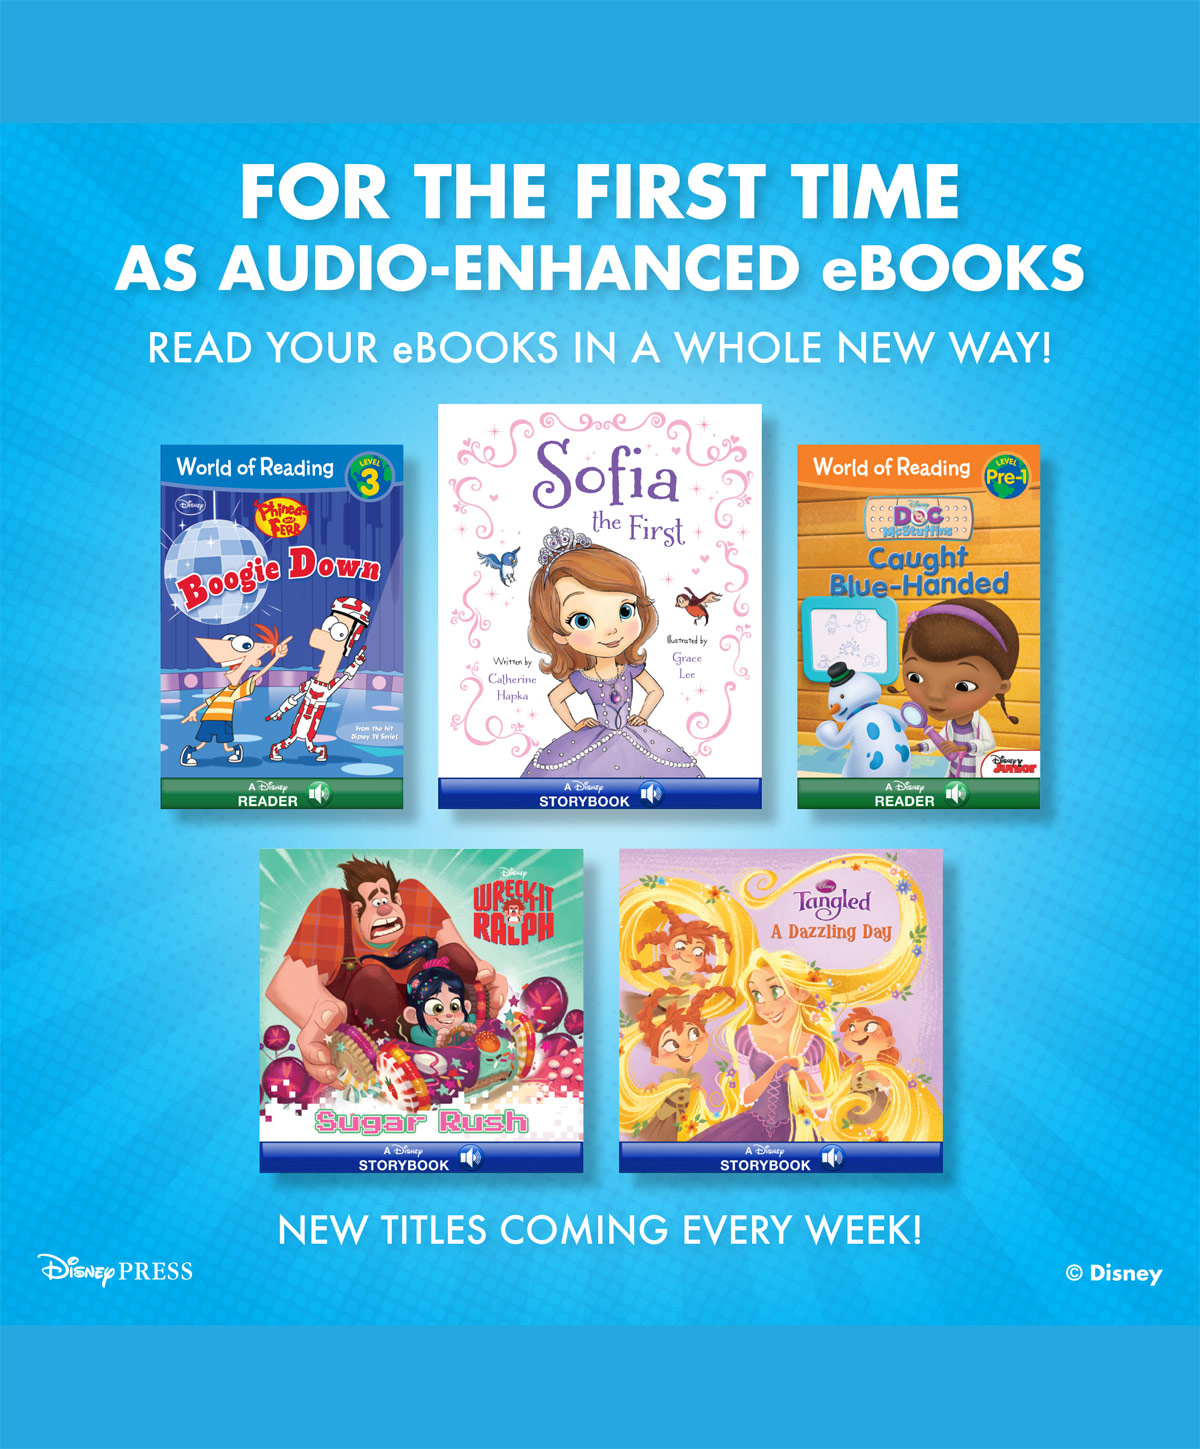 FOR THE FIRST TIME
AS AUDIO-ENHANCED eBOOKS
READ YOUR eBOOKS IN A WHOLE NEW WAY!
World of Reading
LEVEL
3
Disney
Phineas
and
FERB
Boogie Down
From the hit
Disney TV Series
A Disney
READER
Sofia
the First
Written by
Catherine
Hapka
Illustrated by
Grace
Lee
A Disney
STORYBOOK
World of Reading
LEVEL
Pre-1
Disney
DOC
McStuffins
Caught
Blue-Handed
Disney
Junior
A Disney
READER
Disney
WRECK-IT
RALPH
Sugar Rush
A Disney
STORYBOOK
Disney
Tangled
A Dazzling Day
A Disney
STORYBOOK
NEW TITLES COMING EVERY WEEK!
Disney PRESS
© Disney